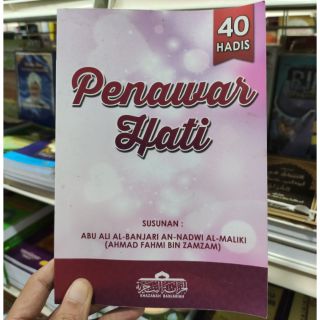 40
HADIS
Penawar
Hati
SUSUNAN :
ABU ALI AL-BANJARI AN-NADWI AL-MALIKI
(AHMAD FAHMI BIN ZAMZAM)
KHAZANAH BANJARIAH